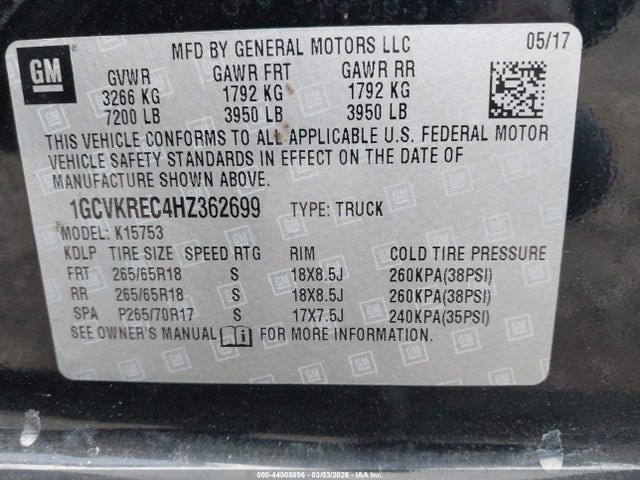 GM
MFD BY GENERAL MOTORS LLC 05/17
GVWR GAWR FRT GAWR RR
3266 KG 1792 KG 1792 KG
7200 LB 3950 LB 3950 LB
THIS VEHICLE CONFORMS TO ALL APPLICABLE U.S. FEDERAL MOTOR
VEHICLE SAFETY STANDARDS IN EFFECT ON THE DATE OF
MANUFACTURE SHOWN ABOVE.
1GCVKREC4HZ362699 TYPE: TRUCK
MODEL: K15753
KDLP TIRE SIZE SPEED RTG RIM COLD TIRE PRESSURE
FRT 265/65R18 S 18X8.5J 260KPA(38PSI)
RR 265/65R18 S 18X8.5J 260KPA(38PSI)
SPA P265/70R17 S 17X7.5J 240KPA(35PSI)
SEE OWNER'S MANUAL i FOR MORE INFORMATION.
000-44505896 - 03/03/2026 - IAA Vehicles